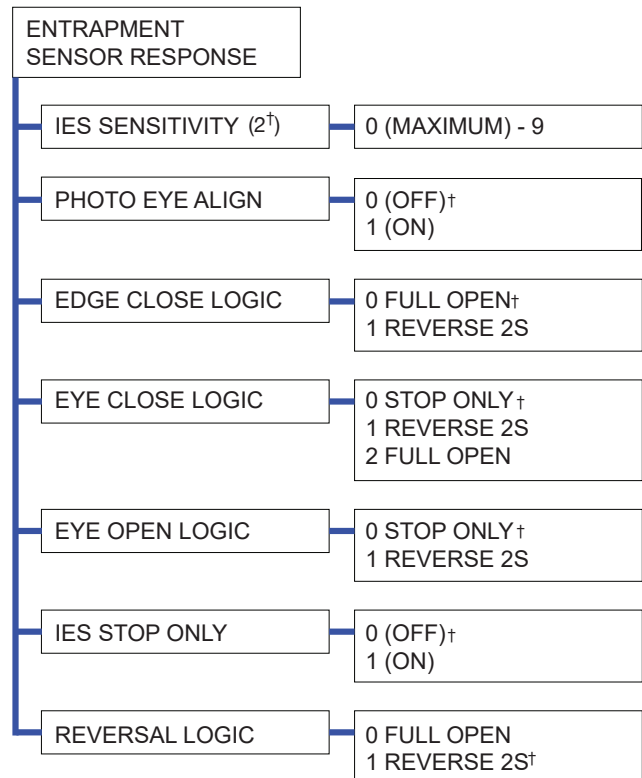 ENTRAPMENT
SENSOR RESPONSE
IES SENSITIVITY (2†)
0 (MAXIMUM) - 9
PHOTO EYE ALIGN
0 (OFF)†
1 (ON)
EDGE CLOSE LOGIC
0 FULL OPEN†
1 REVERSE 2S
EYE CLOSE LOGIC
0 STOP ONLY†
1 REVERSE 2S
2 FULL OPEN
EYE OPEN LOGIC
0 STOP ONLY†
1 REVERSE 2S
IES STOP ONLY
0 (OFF)†
1 (ON)
REVERSAL LOGIC
0 FULL OPEN
1 REVERSE 2S†